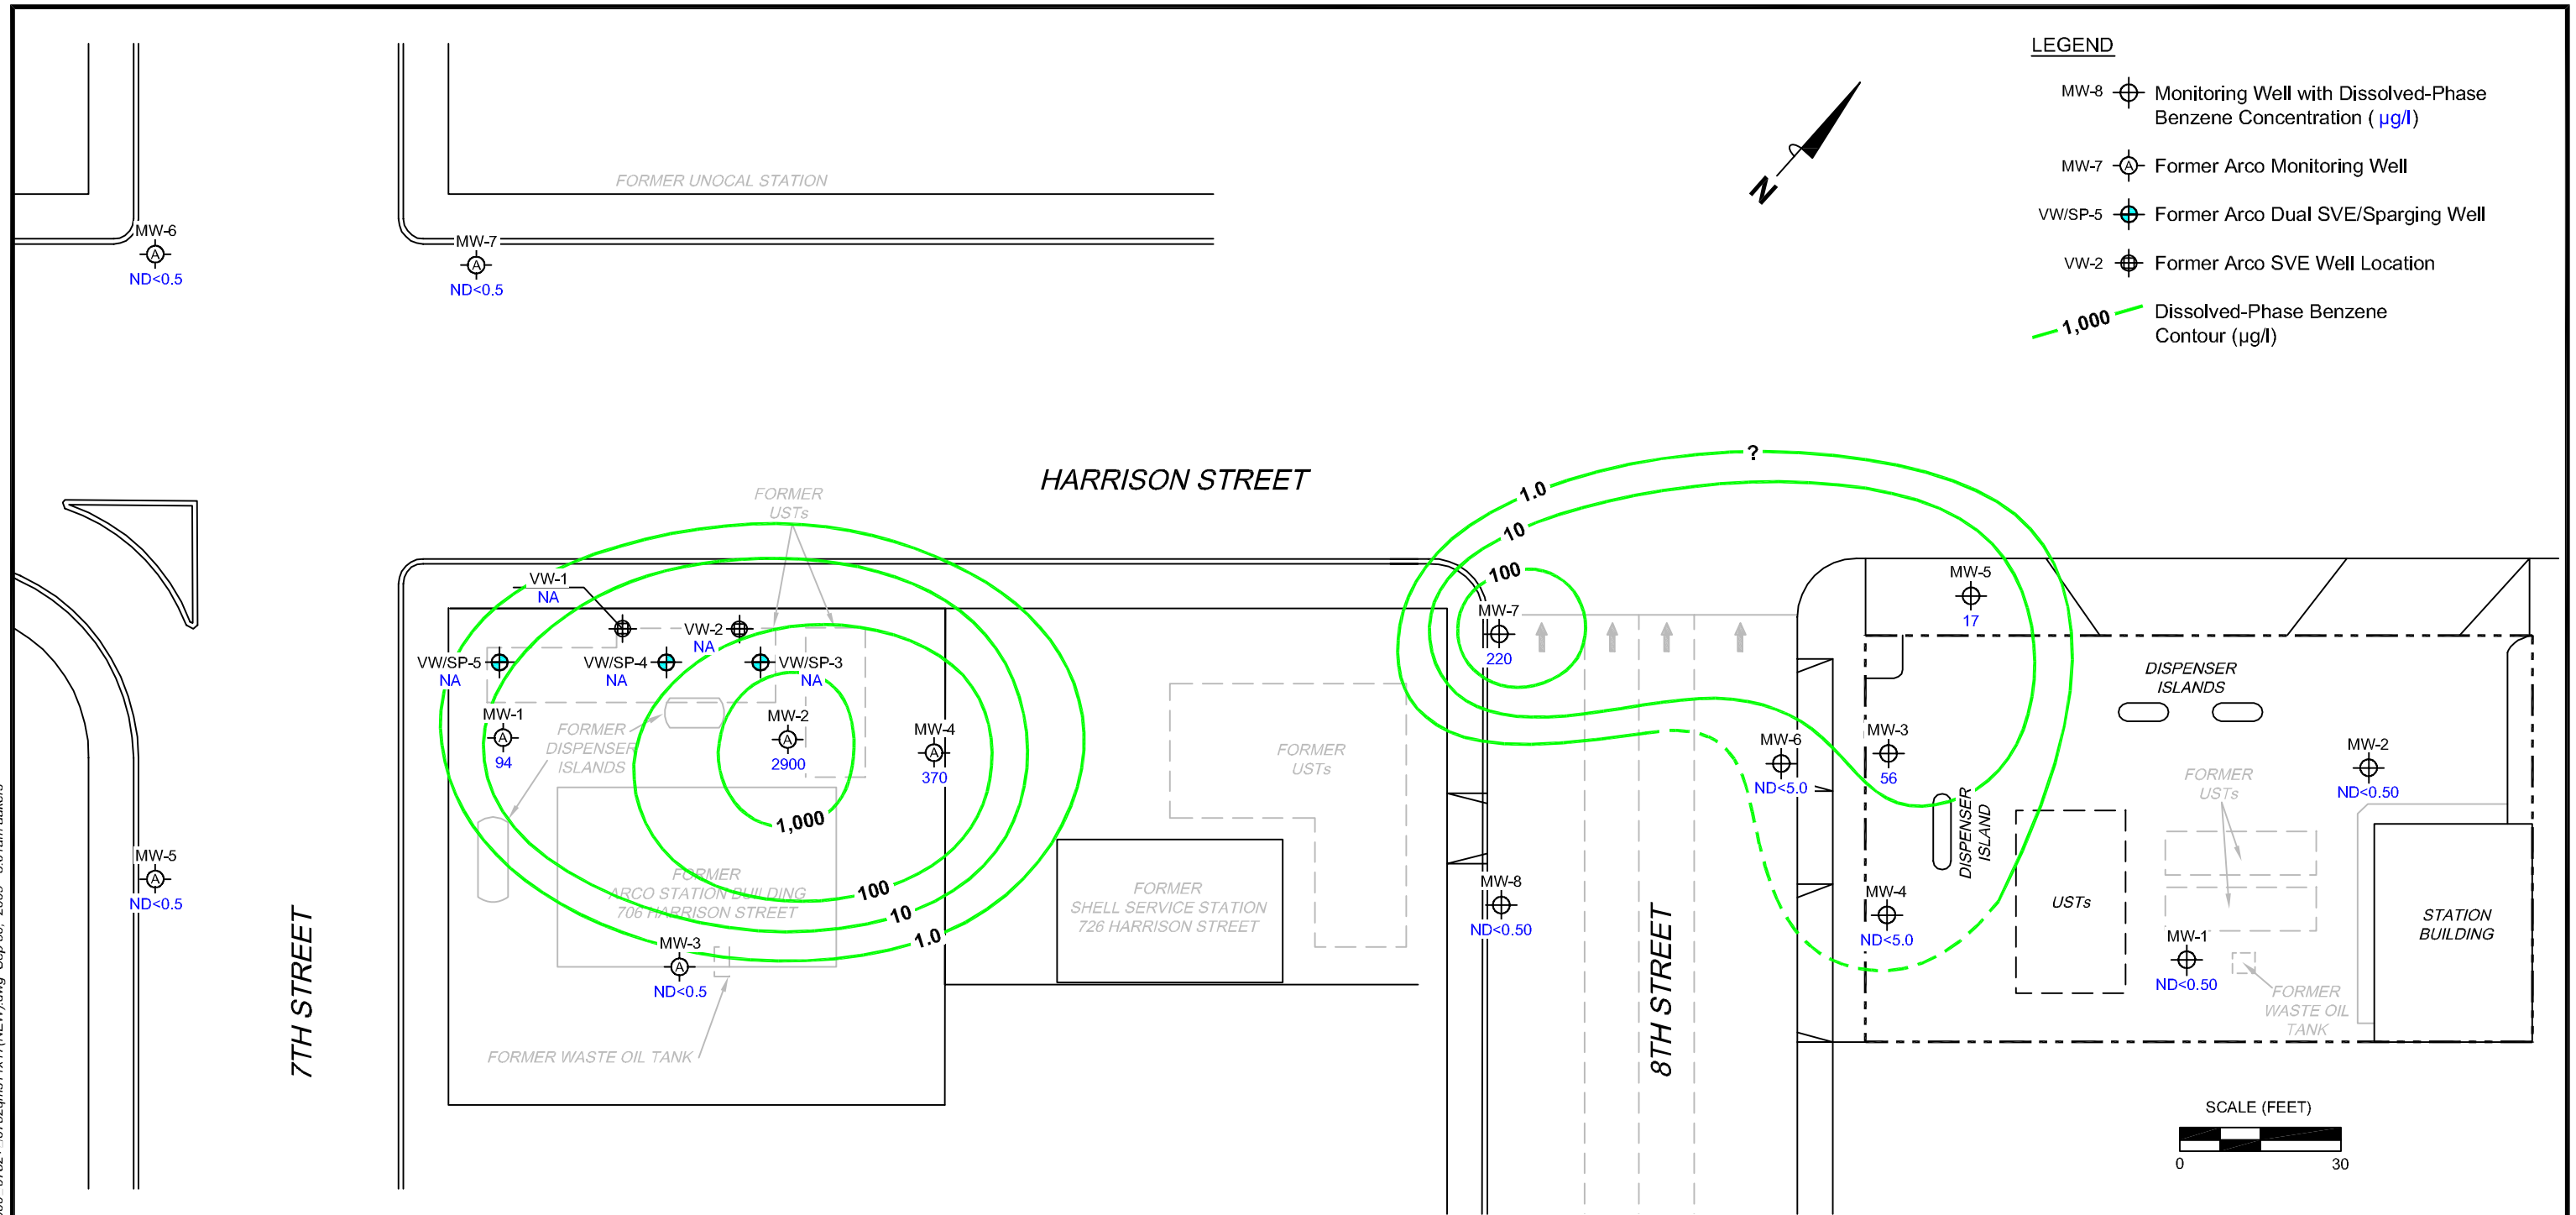 LEGEND
MW-8 Monitoring Well with Dissolved-Phase
Benzene Concentration ( µg/l)
MW-7 A Former Arco Monitoring Well
VW/SP-5 Former Arco Dual SVE/Sparging Well
VW-2 Former Arco SVE Well Location
1,000 Dissolved-Phase Benzene
Contour (µg/l)
N
FORMER UNOCAL STATION
MW-6
A
ND<0.5
MW-7
A
ND<0.5
HARRISON STREET
FORMER
USTs
VW-1
NA
VW-2
NA
VW/SP-5
NA
VW/SP-4
NA
VW/SP-3
NA
MW-1
A
94
FORMER
DISPENSER
ISLANDS
MW-2
A
2900
MW-4
A
370
1,000
100
10
1.0
FORMER
ARCO STATION BUILDING
706 HARRISON STREET
MW-3
A
ND<0.5
FORMER WASTE OIL TANK
MW-5
A
ND<0.5
7TH STREET
FORMER
USTs
FORMER
SHELL SERVICE STATION
726 HARRISON STREET
?
1.0
10
100
MW-7
220
MW-8
ND<0.50
8TH STREET
MW-6
ND<5.0
MW-5
17
MW-3
56
MW-4
ND<5.0
DISPENSER
ISLANDS
DISPENSER
ISLAND
USTs
FORMER
USTs
MW-2
ND<0.50
MW-1
ND<0.50
FORMER
WASTE OIL
TANK
STATION
BUILDING
SCALE (FEET)
0 30